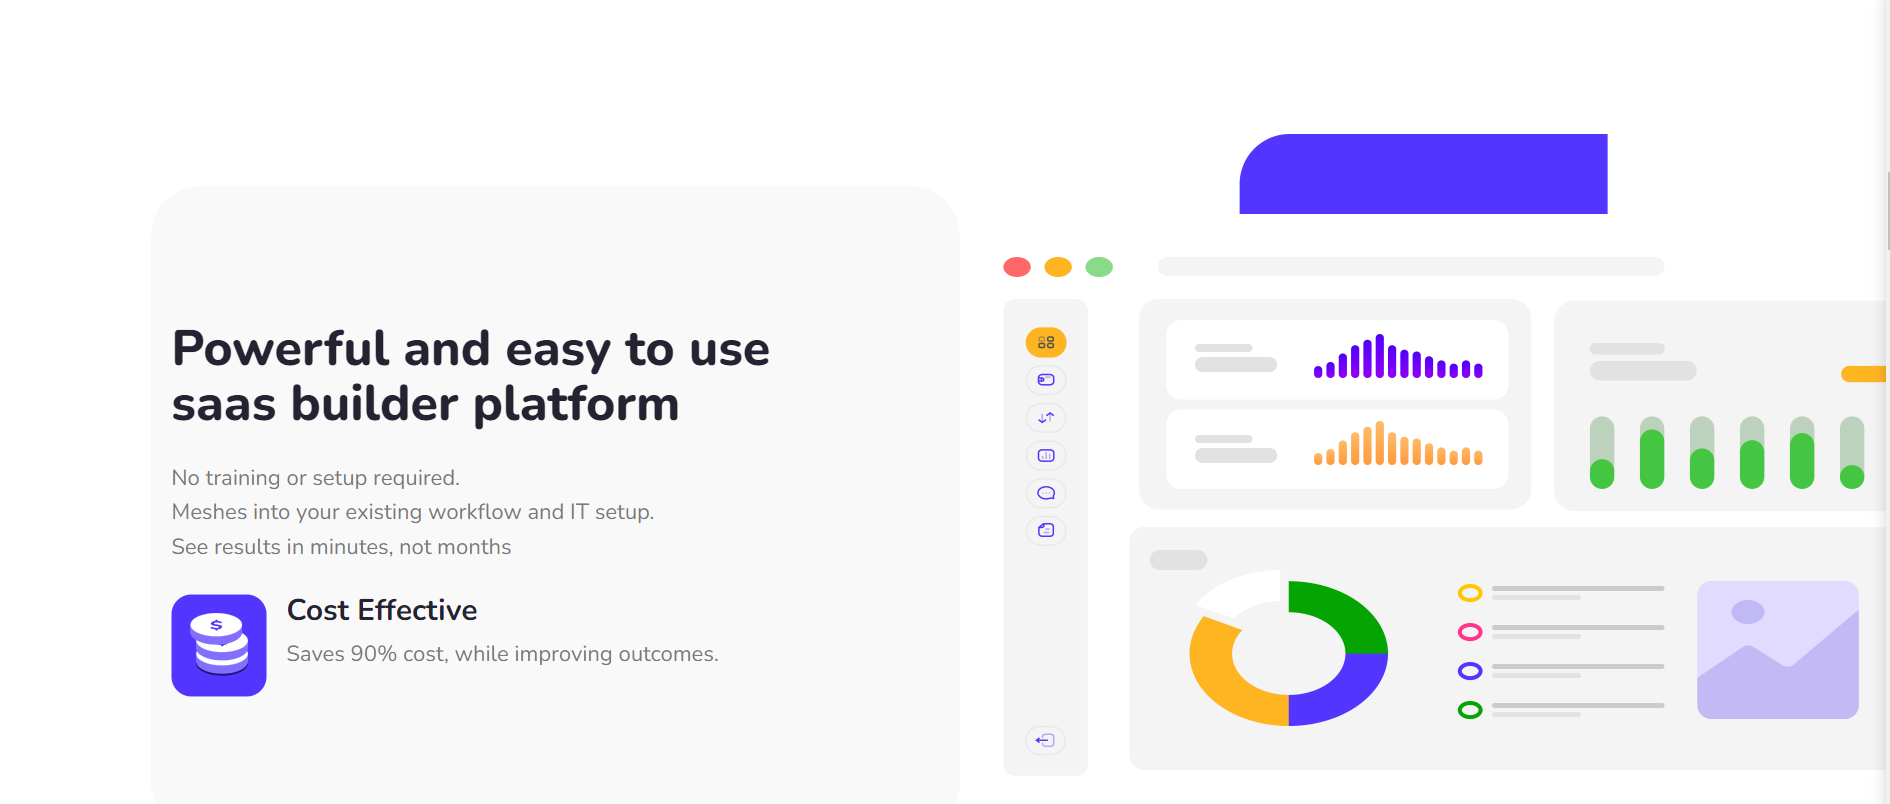 Powerful and easy to use
saas builder platform
No training or setup required.
Meshes into your existing workflow and IT setup.
See results in minutes, not months
$
Cost Effective
Saves 90% cost, while improving outcomes.